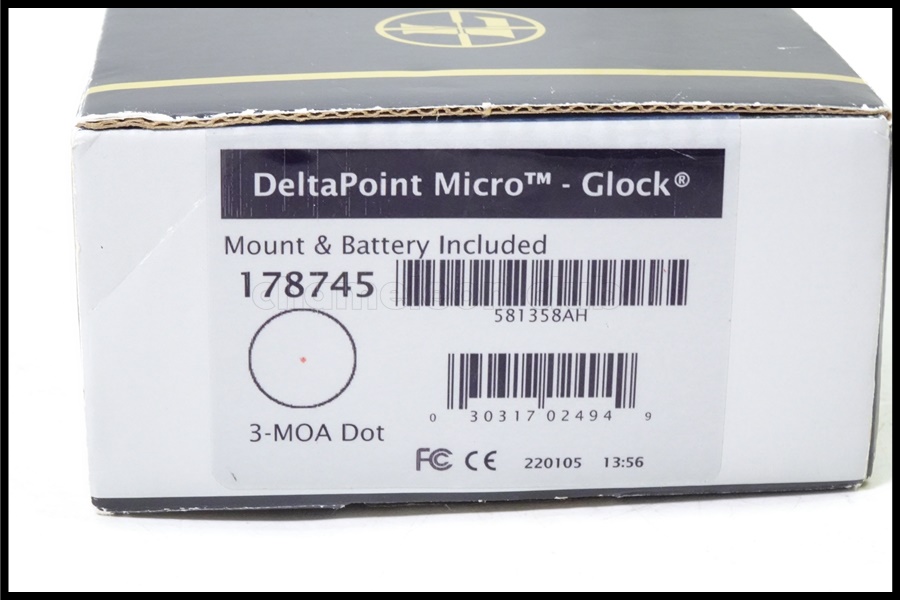 DeltaPoint Micro™ - Glock®
Mount & Battery Included
178745
581358AH
0 30317 02494 9
3-MOA Dot
FC CE 220105 13:56